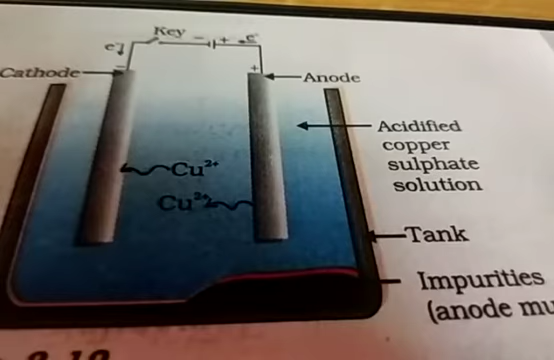 Key
e⁻
− +
e⁻
−
+
Cathode
Anode
Acidified
copper
sulphate
solution
Cu²⁺
Cu²⁺
Tank
Impurities
(anode mu